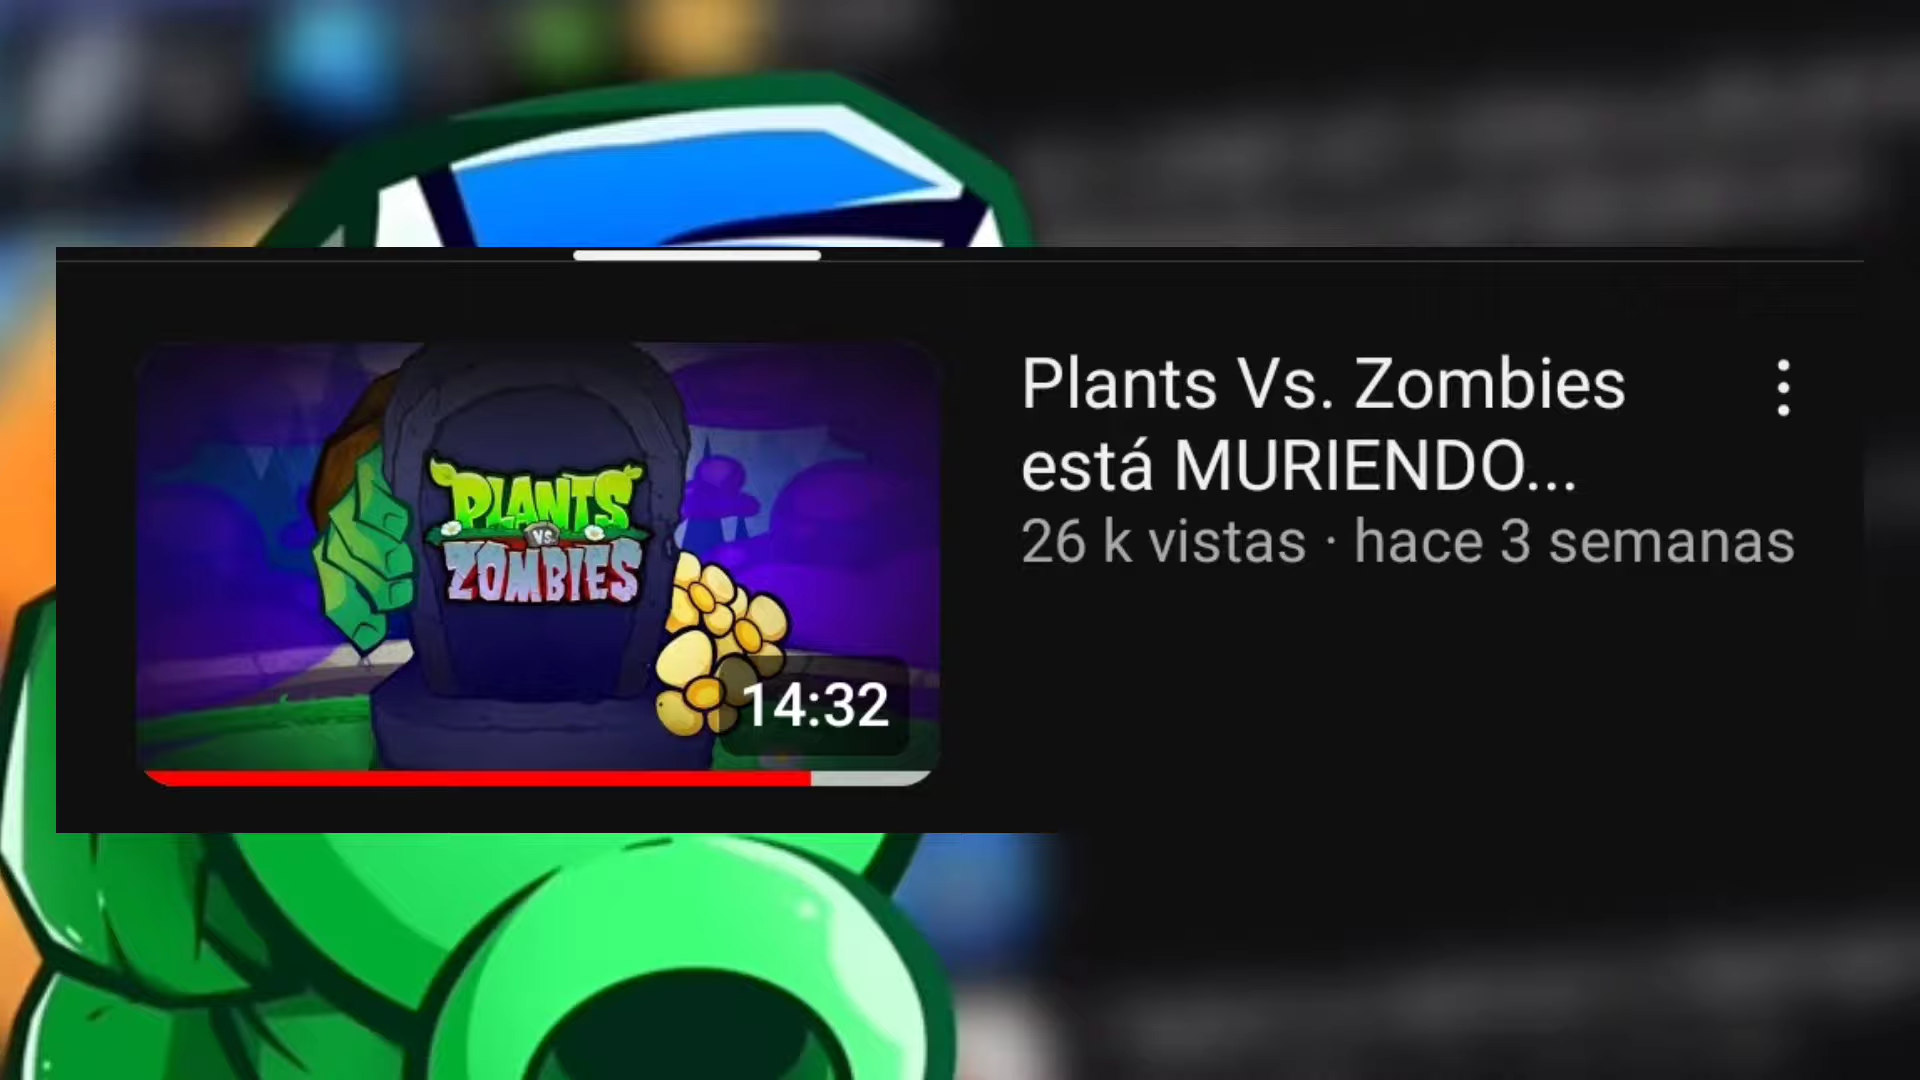 PLANTS
VS.
ZOMBIES
14:32
Plants Vs. Zombies
está MURIENDO...
26 k vistas · hace 3 semanas